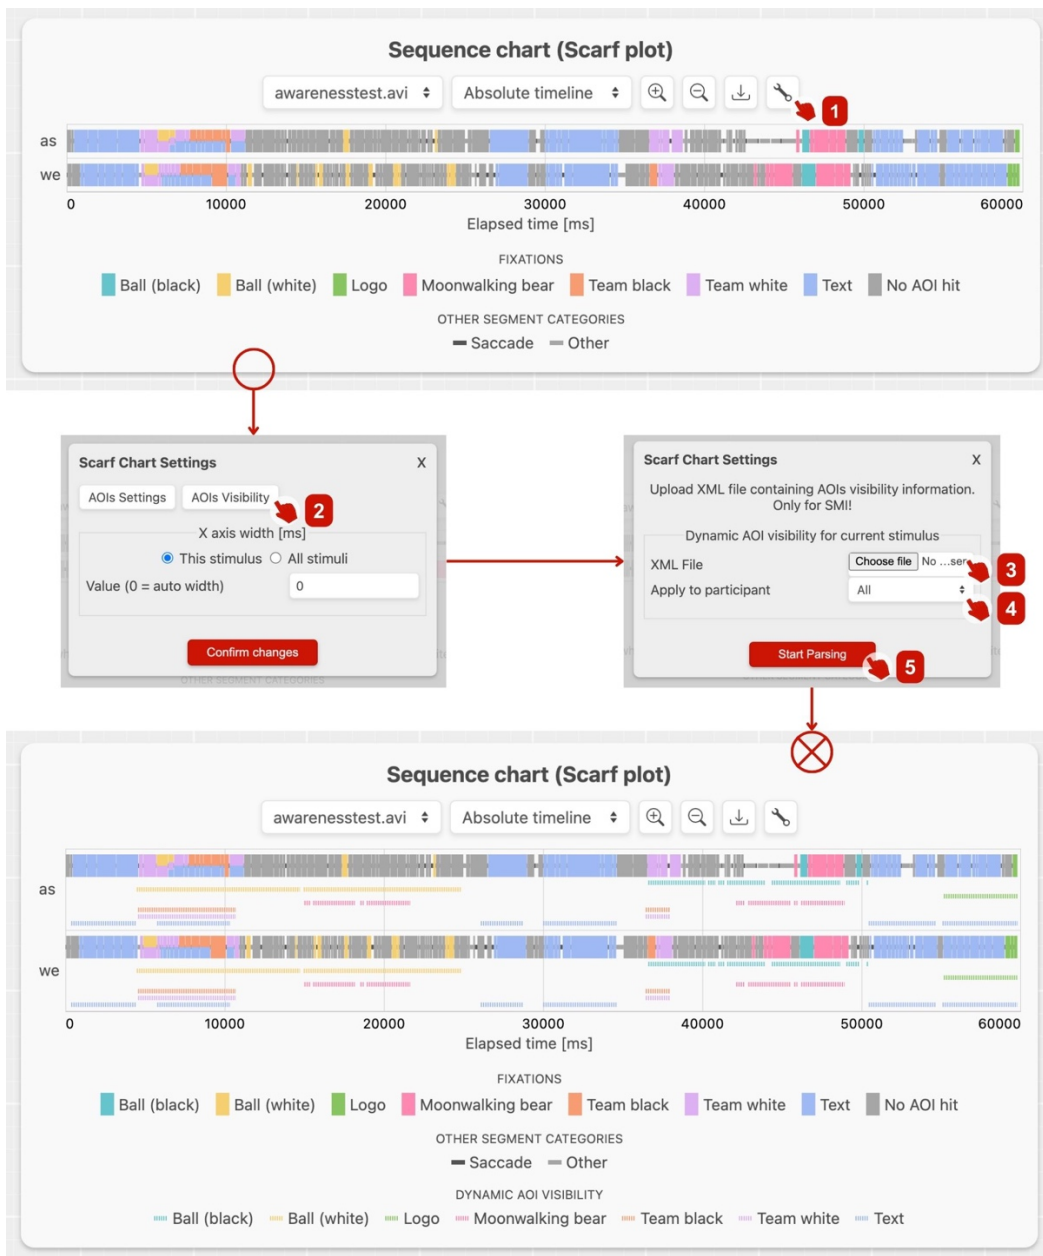 Sequence chart (Scarf plot)
awarenesstest.avi Absolute timeline
1
as
we
0 10000 20000 30000 40000 50000 60000
Elapsed time [ms]
FIXATIONS
Ball (black) Ball (white) Logo Moonwalking bear Team black Team white Text No AOI hit
OTHER SEGMENT CATEGORIES
Saccade Other
Scarf Chart Settings X
AOIs Settings AOIs Visibility
2
X axis width [ms]
This stimulus All stimuli
Value (0 = auto width) 0
Confirm changes
OTHER SEGMENT CATEGORIES
Scarf Chart Settings X
Upload XML file containing AOIs visibility information.
Only for SMI!
Dynamic AOI visibility for current stimulus
XML File Choose file No …ser
3
Apply to participant All
4
Start Parsing
5
Sequence chart (Scarf plot)
awarenesstest.avi Absolute timeline
as
we
0 10000 20000 30000 40000 50000 60000
Elapsed time [ms]
FIXATIONS
Ball (black) Ball (white) Logo Moonwalking bear Team black Team white Text No AOI hit
OTHER SEGMENT CATEGORIES
Saccade Other
DYNAMIC AOI VISIBILITY
Ball (black) Ball (white) Logo Moonwalking bear Team black Team white Text